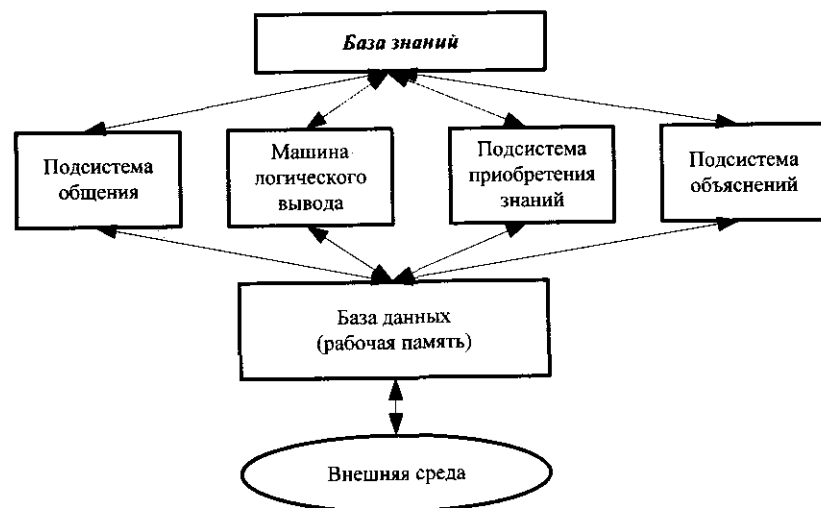 База знаний
Подсистема
общения
Машина
логического
вывода
Подсистема
приобретения
знаний
Подсистема
объяснений
База данных
(рабочая память)
Внешняя среда